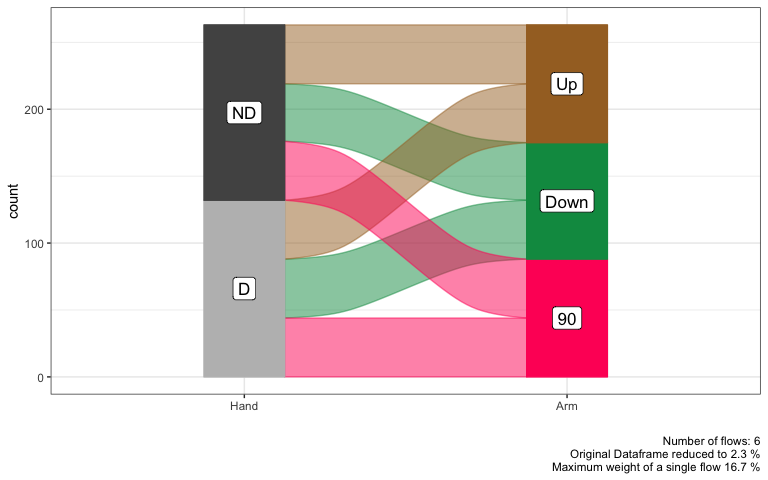 count
200
100
0
ND
D
Up
Down
90
Hand
Arm
Number of flows: 6
Original Dataframe reduced to 2.3 %
Maximum weight of a single flow 16.7 %